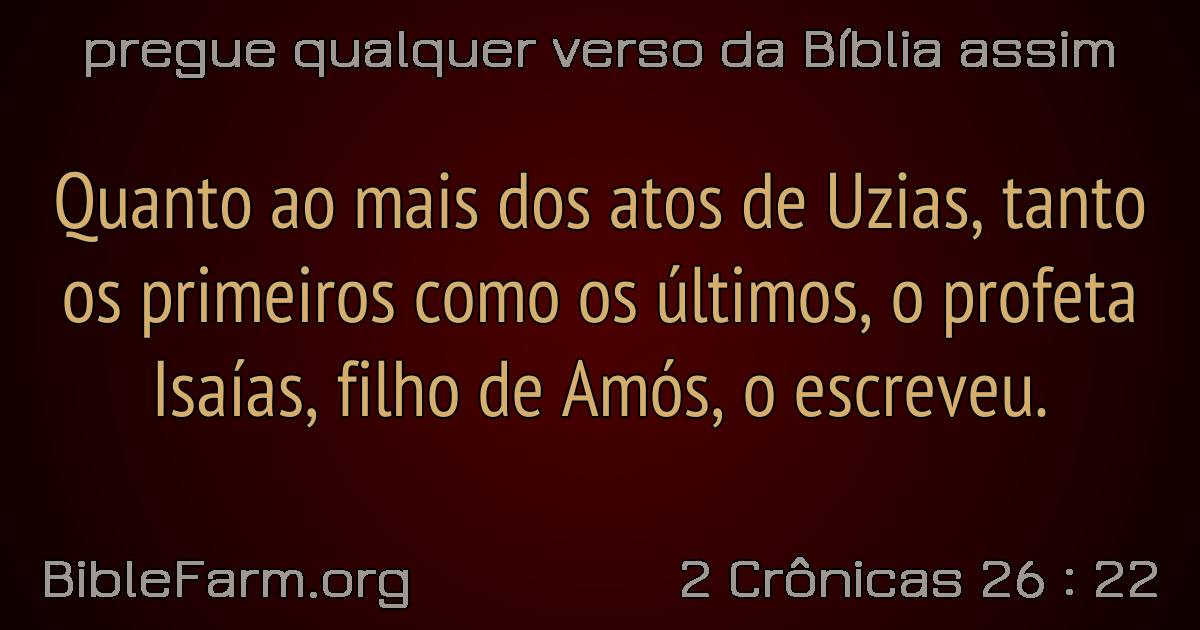 pregue qualquer verso da Bíblia assim
Quanto ao mais dos atos de Uzias, tanto
os primeiros como os últimos, o profeta
Isaías, filho de Amós, o escreveu.
BibleFarm.org
2 Crônicas 26 : 22